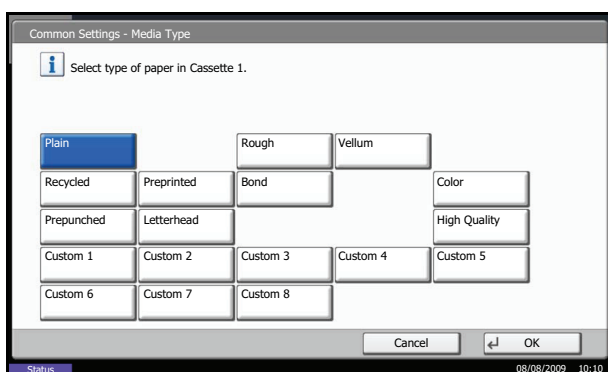 Common Settings - Media Type
Select type of paper in Cassette 1.
Plain Rough Vellum
Recycled Preprinted Bond Color
Prepunched Letterhead High Quality
Custom 1 Custom 2 Custom 3 Custom 4 Custom 5
Custom 6 Custom 7 Custom 8
Cancel OK
Status 08/08/2009 10:10